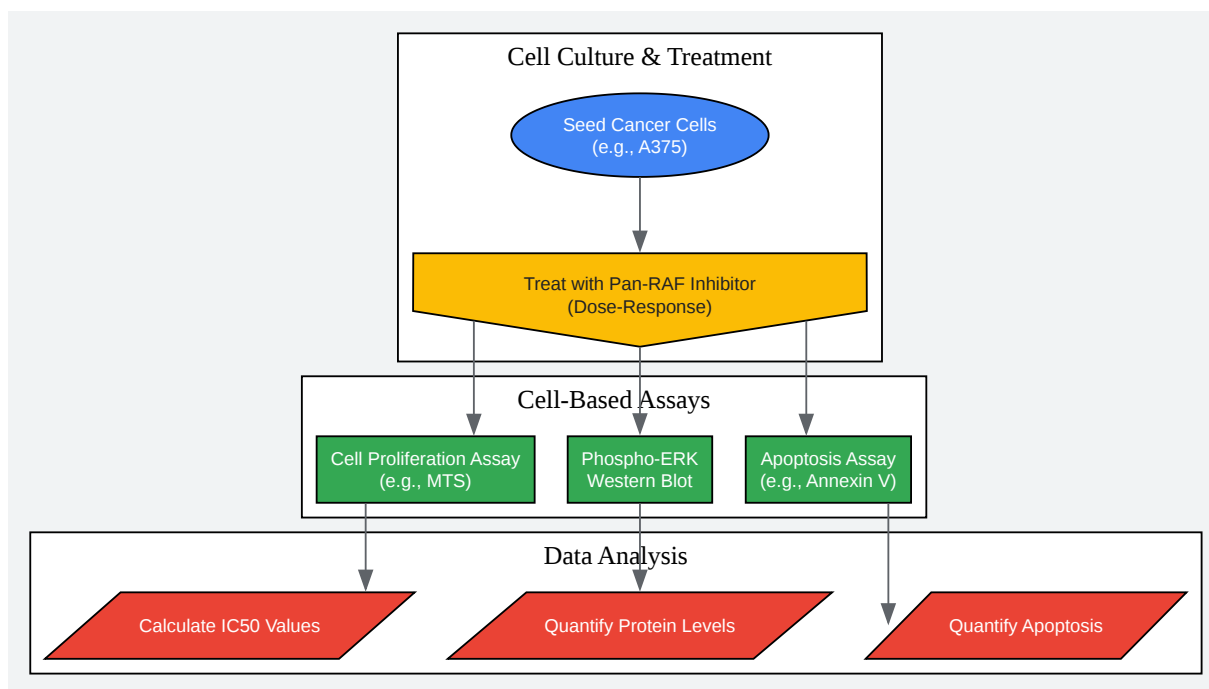 Cell Culture & Treatment
Seed Cancer Cells
(e.g., A375)
Treat with Pan-RAF Inhibitor
(Dose-Response)
Cell-Based Assays
Cell Proliferation Assay
(e.g., MTS)
Phospho-ERK
Western Blot
Apoptosis Assay
(e.g., Annexin V)
Data Analysis
Calculate IC50 Values
Quantify Protein Levels
Quantify Apoptosis